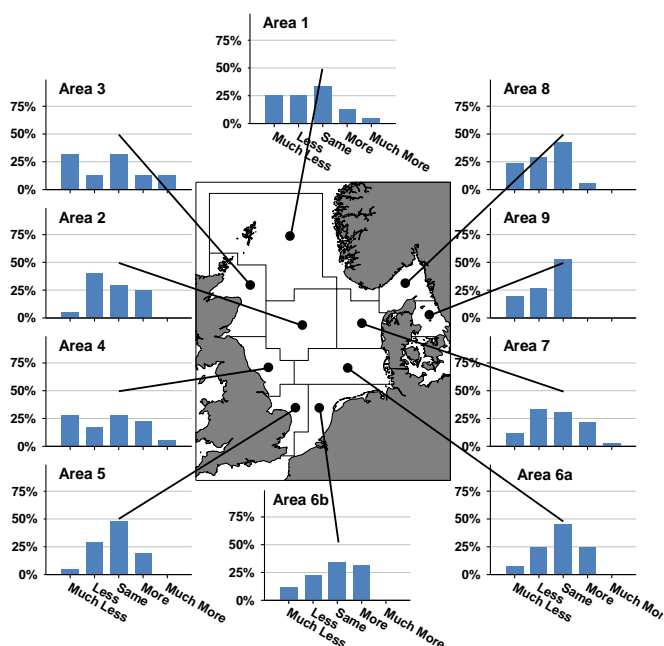 Area 1
75%
50%
25%
0%
Much Less
Less
Same
More
Much More
Area 3
75%
50%
25%
0%
Area 8
75%
50%
25%
0%
Area 2
75%
50%
25%
0%
Area 9
75%
50%
25%
0%
Area 4
75%
50%
25%
0%
Area 7
75%
50%
25%
0%
Area 5
75%
50%
25%
0%
Much Less
Less
Same
More
Much More
Area 6b
75%
50%
25%
0%
Much Less
Less
Same
More
Much More
Area 6a
75%
50%
25%
0%
Much Less
Less
Same
More
Much More